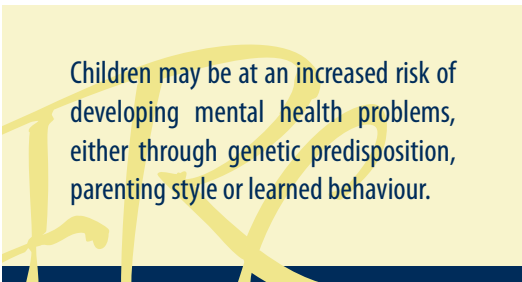 Children may be at an increased risk of
developing mental health problems,
either through genetic predisposition,
parenting style or learned behaviour.